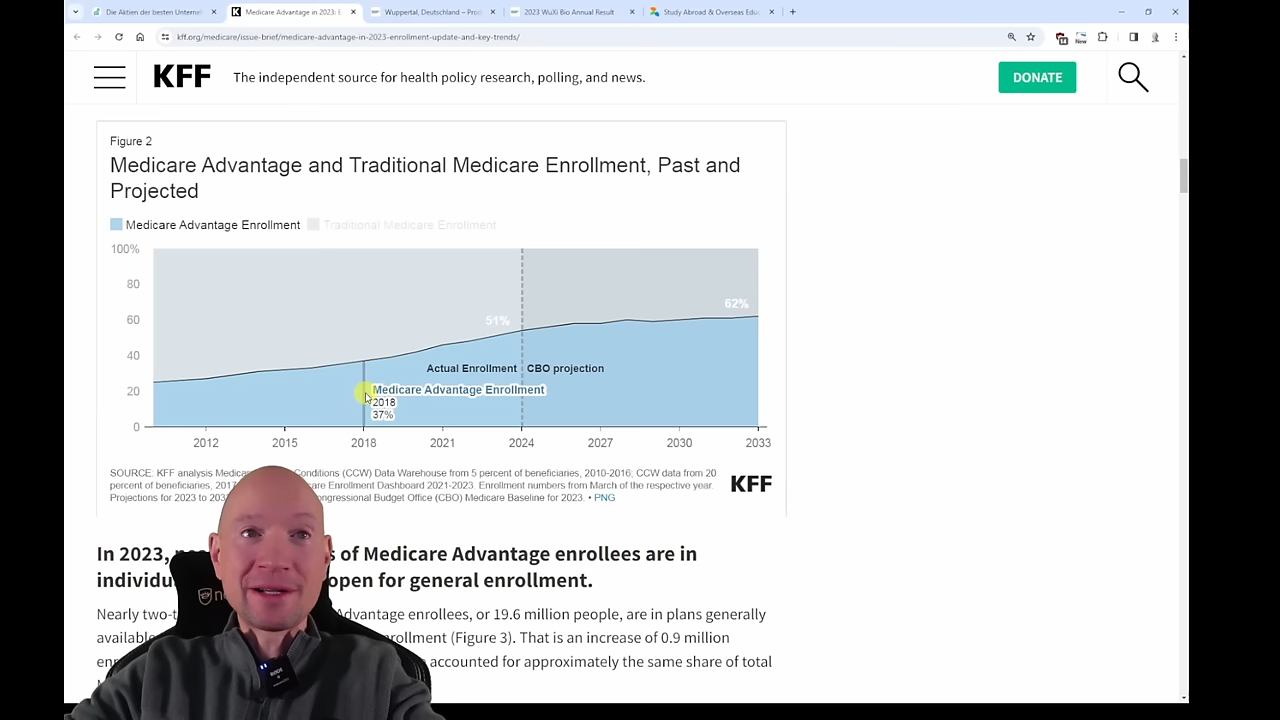 Die Aktien der besten Unterneh
Medicare Advantage in 2023: E
Wuppertal, Deutschland – Pro
2023 WuXi Bio Annual Result
Study Abroad & Overseas Edu
kff.org/medicare/issue-brief/medicare-advantage-in-2023-enrollment-update-and-key-trends/
KFF
The independent source for health policy research, polling, and news.
DONATE
Figure 2
Medicare Advantage and Traditional Medicare Enrollment, Past and
Projected
Medicare Advantage Enrollment
Traditional Medicare Enrollment
100%
80
60
40
20
0
51%
62%
Actual Enrollment
CBO projection
Medicare Advantage Enrollment
2018
37%
2012
2015
2018
2021
2024
2027
2030
2033
SOURCE: KFF analysis Medica Conditions (CCW) Data Warehouse from 5 percent of beneficiaries, 2010-2016; CCW data from 20
percent of beneficiaries, 2017 icare Enrollment Dashboard 2021-2023. Enrollment numbers from March of the respective year.
Projections for 2023 to 2033 ongressional Budget Office (CBO) Medicare Baseline for 2023. • PNG
KFF
In 2023, s of Medicare Advantage enrollees are in
individu open for general enrollment.
Nearly two-t Advantage enrollees, or 19.6 million people, are in plans generally
available rollment (Figure 3). That is an increase of 0.9 million
enr accounted for approximately the same share of total